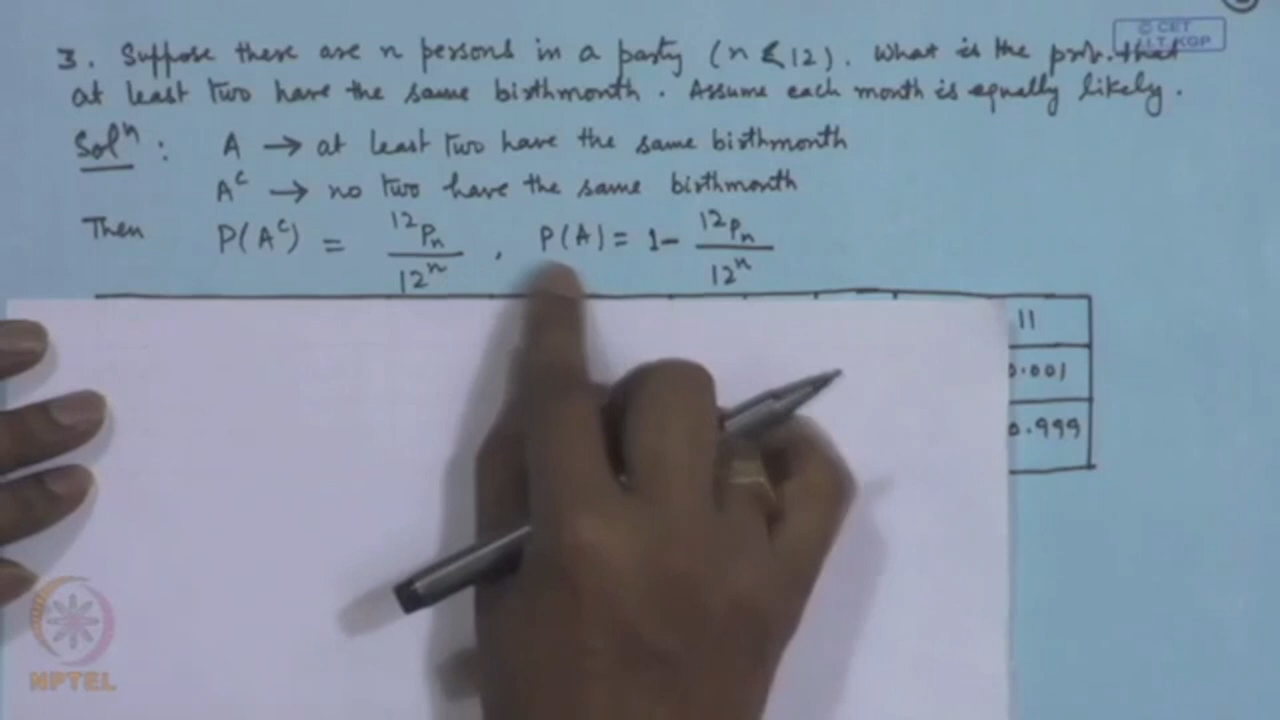 3. Suppose there are n persons in a party (n ≤ 12). What is the prob. that
at least two have the same birthmonth. Assume each month is equally likely.
Solⁿ : A → at least two have the same birthmonth
Aᶜ → no two have the same birthmonth
Then P(Aᶜ) = ¹²Pₙ / 12ⁿ , P(A) = 1 - ¹²Pₙ / 12ⁿ
11
0.001
0.999
© CET
I.I.T. KGP
NPTEL